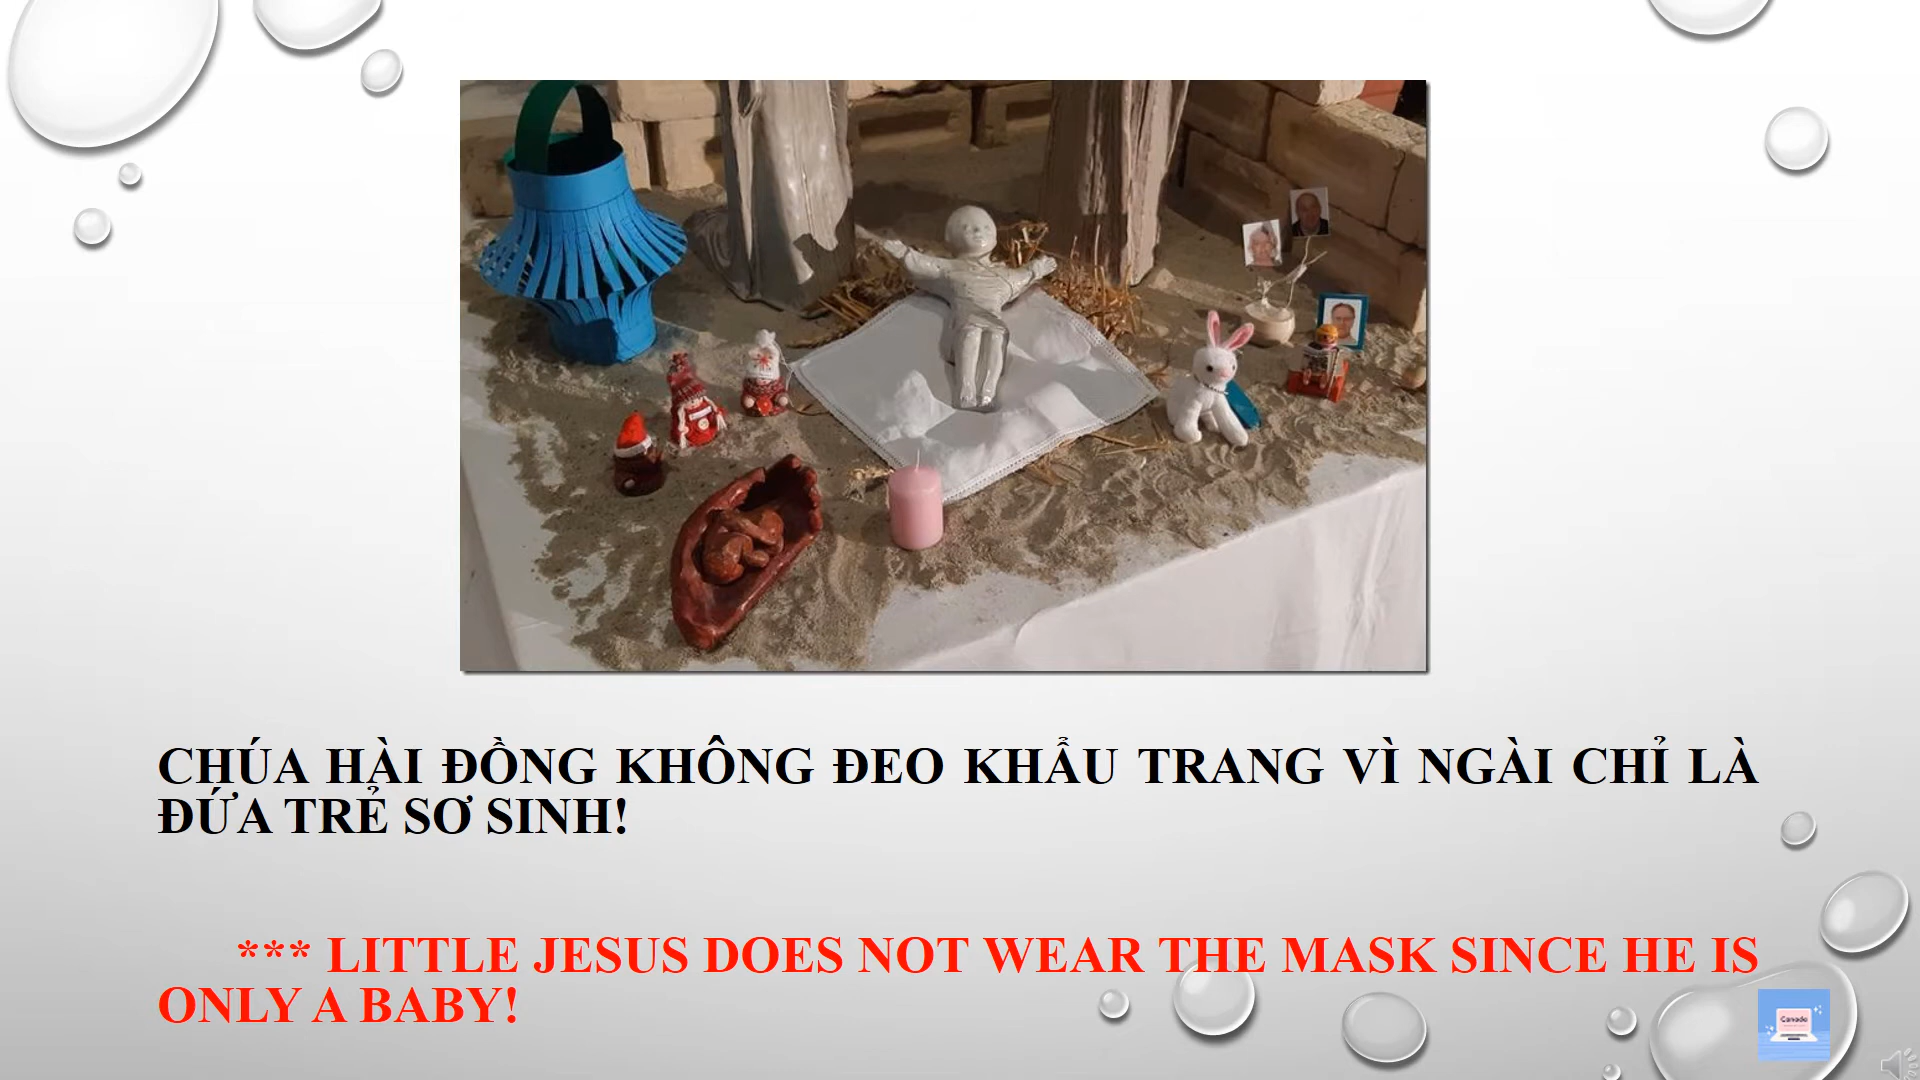 CHÚA HÀI ĐỒNG KHÔNG ĐEO KHẨU TRANG VÌ NGÀI CHỈ LÀ
ĐỨA TRẺ SƠ SINH!
*** LITTLE JESUS DOES NOT WEAR THE MASK SINCE HE IS
ONLY A BABY!
Canado